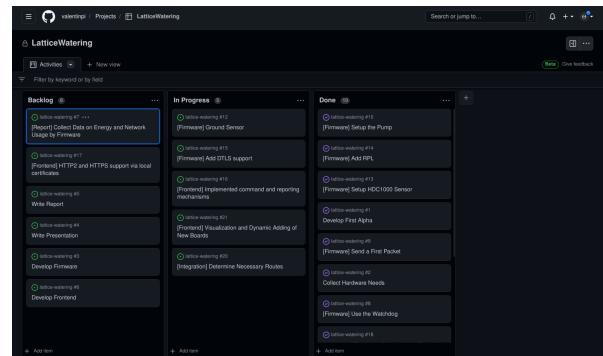 valentinpi / Projects / LatticeWatering
Search or jump to...
/
LatticeWatering
Activities
+ New view
Beta Give feedback
Filter by keyword or by field
Backlog 6
lattice-watering #7
[Report] Collect Data on Energy and Network
Usage by Firmware
lattice-watering #17
[Frontend] HTTP2 and HTTPS support via local
certificates
lattice-watering #5
Write Report
lattice-watering #4
Write Presentation
lattice-watering #3
Develop Firmware
lattice-watering #6
Develop Frontend
+ Add item
In Progress 5
lattice-watering #12
[Firmware] Ground Sensor
lattice-watering #11
[Firmware] Add DTLS support
lattice-watering #19
[Frontend] Implemented command and reporting
mechanisms
lattice-watering #21
[Frontend] Visualization and Dynamic Adding of
New Boards
lattice-watering #20
[Integration] Determine Necessary Routes
+ Add item
Done 10
lattice-watering #10
[Firmware] Setup the Pump
lattice-watering #14
[Firmware] Add RPL
lattice-watering #13
[Firmware] Setup HDC1000 Sensor
lattice-watering #1
Develop First Alpha
lattice-watering #9
[Firmware] Send a First Packet
lattice-watering #2
Collect Hardware Needs
lattice-watering #8
[Firmware] Use the Watchdog
lattice-watering #18
+ Add item